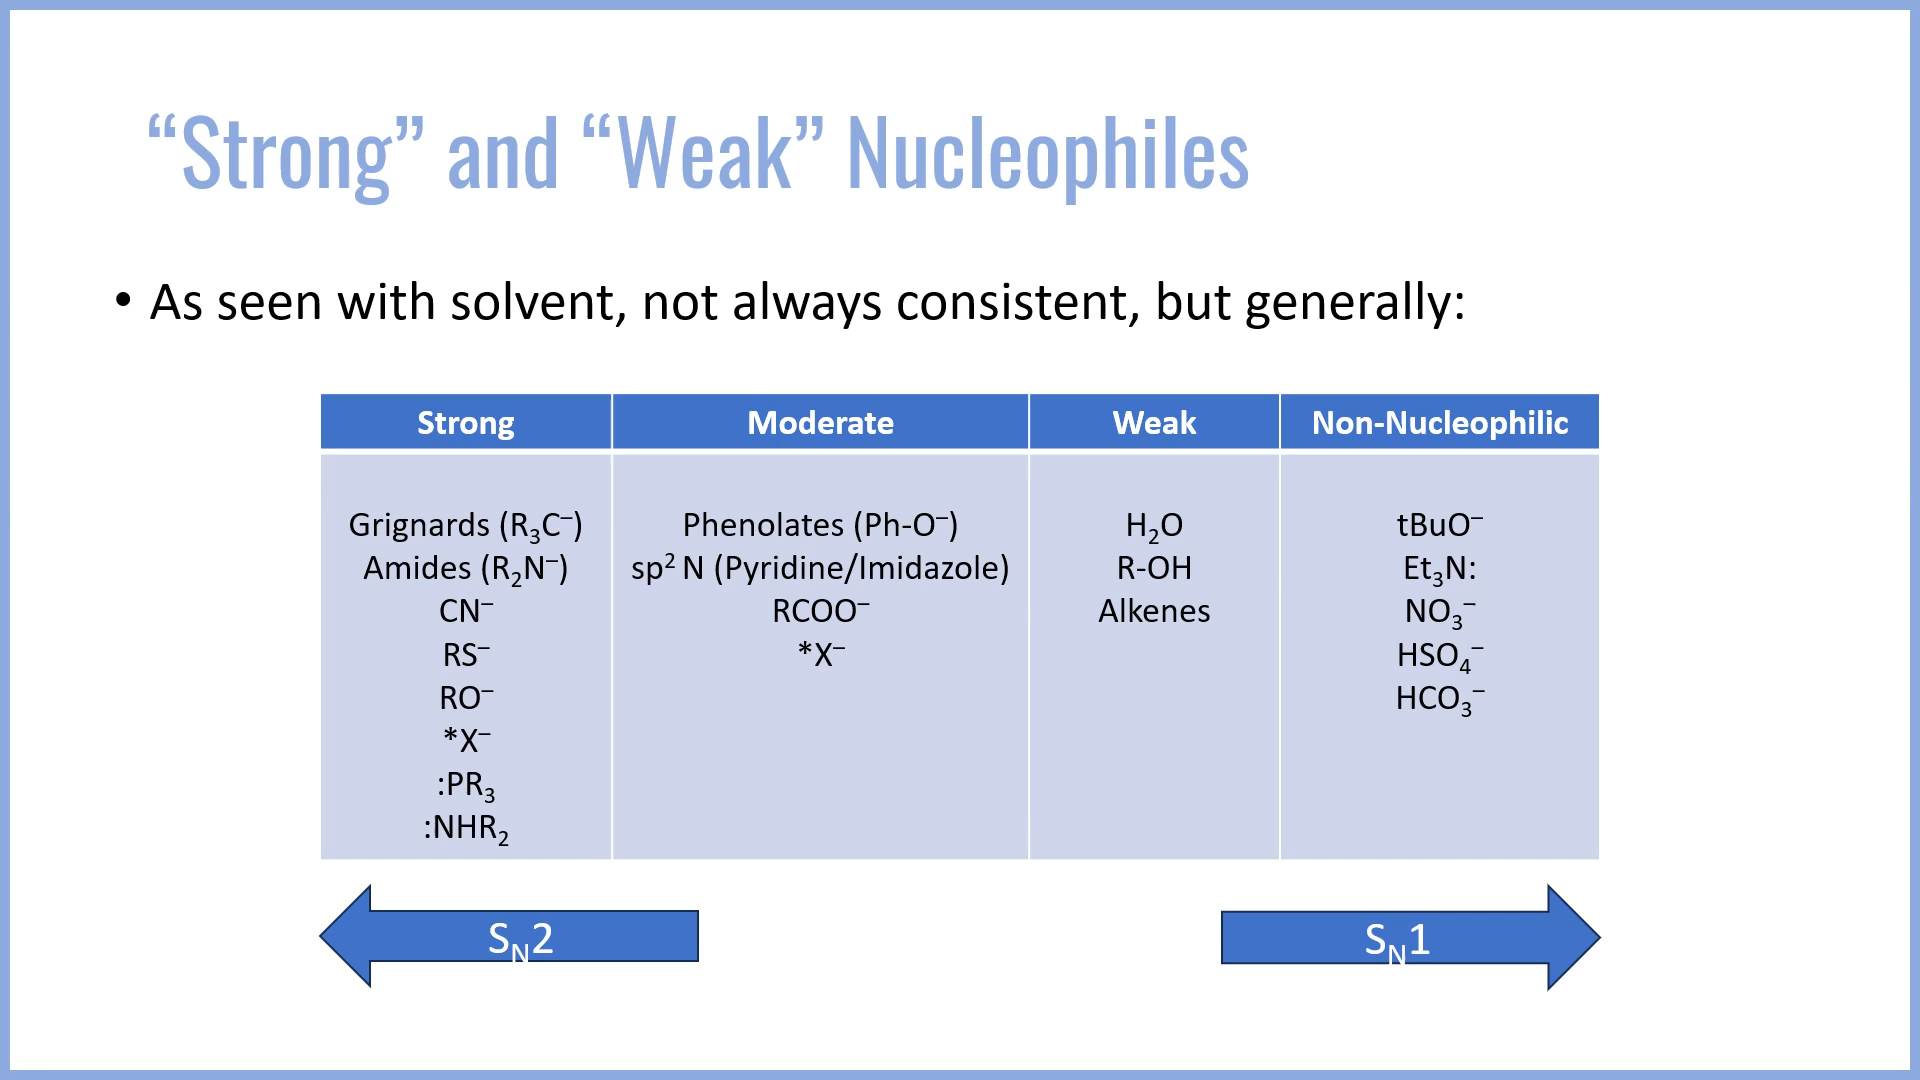 “Strong” and “Weak” Nucleophiles
• As seen with solvent, not always consistent, but generally:
Strong
Moderate
Weak
Non-Nucleophilic
Grignards (R₃C⁻)
Amides (R₂N⁻)
CN⁻
RS⁻
RO⁻
*X⁻
:PR₃
:NHR₂
Phenolates (Ph-O⁻)
sp² N (Pyridine/Imidazole)
RCOO⁻
*X⁻
H₂O
R-OH
Alkenes
tBuO⁻
Et₃N:
NO₃⁻
HSO₄⁻
HCO₃⁻
Sₙ2
Sₙ1